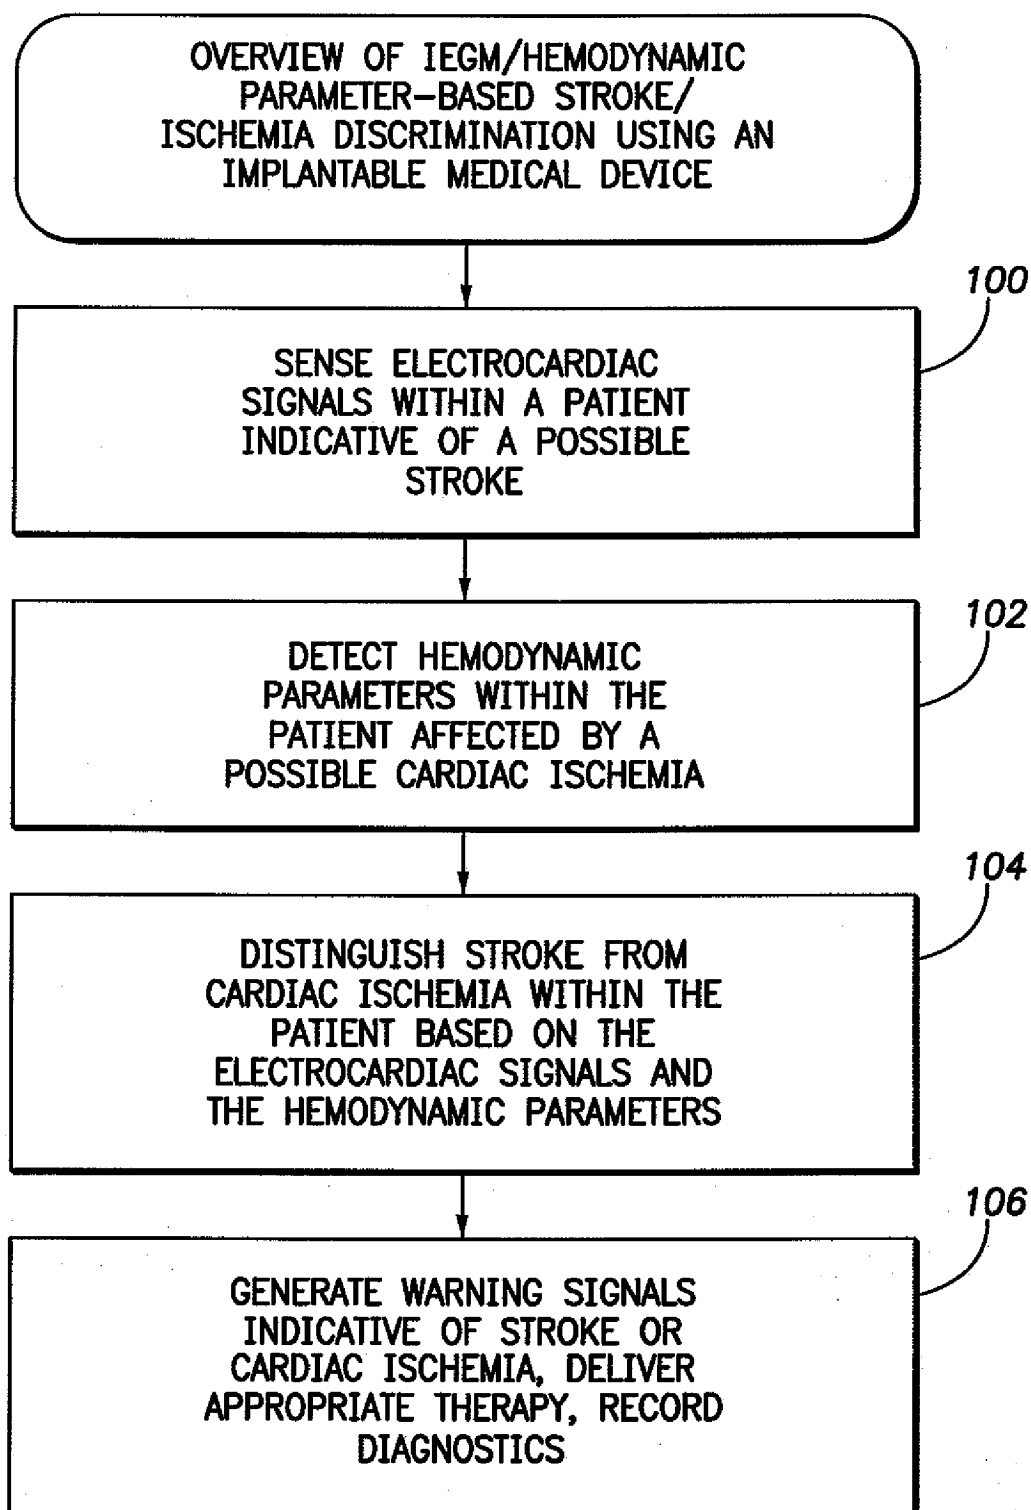 OVERVIEW OF IEGM/HEMODYNAMIC
PARAMETER-BASED STROKE/
ISCHEMIA DISCRIMINATION USING AN
IMPLANTABLE MEDICAL DEVICE
100
SENSE ELECTROCARDIAC
SIGNALS WITHIN A PATIENT
INDICATIVE OF A POSSIBLE
STROKE
102
DETECT HEMODYNAMIC
PARAMETERS WITHIN THE
PATIENT AFFECTED BY A
POSSIBLE CARDIAC ISCHEMIA
104
DISTINGUISH STROKE FROM
CARDIAC ISCHEMIA WITHIN THE
PATIENT BASED ON THE
ELECTROCARDIAC SIGNALS AND
THE HEMODYNAMIC PARAMETERS
106
GENERATE WARNING SIGNALS
INDICATIVE OF STROKE OR
CARDIAC ISCHEMIA, DELIVER
APPROPRIATE THERAPY, RECORD
DIAGNOSTICS